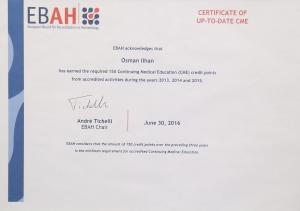 EBAH
European Board for Accreditation in Hematology
CERTIFICATE OF
UP-TO-DATE CME
EBAH acknowledges that
Osman Ilhan
has earned the required 150 Continuing Medical Education (CME) credit points
from accredited activities during the years 2013, 2014 and 2015.
André Tichelli
EBAH Chair
June 30, 2016
EBAH considers that the amount of 150 credit points over the preceding three years
is the minimum requirement for accredited Continuing Medical Education.